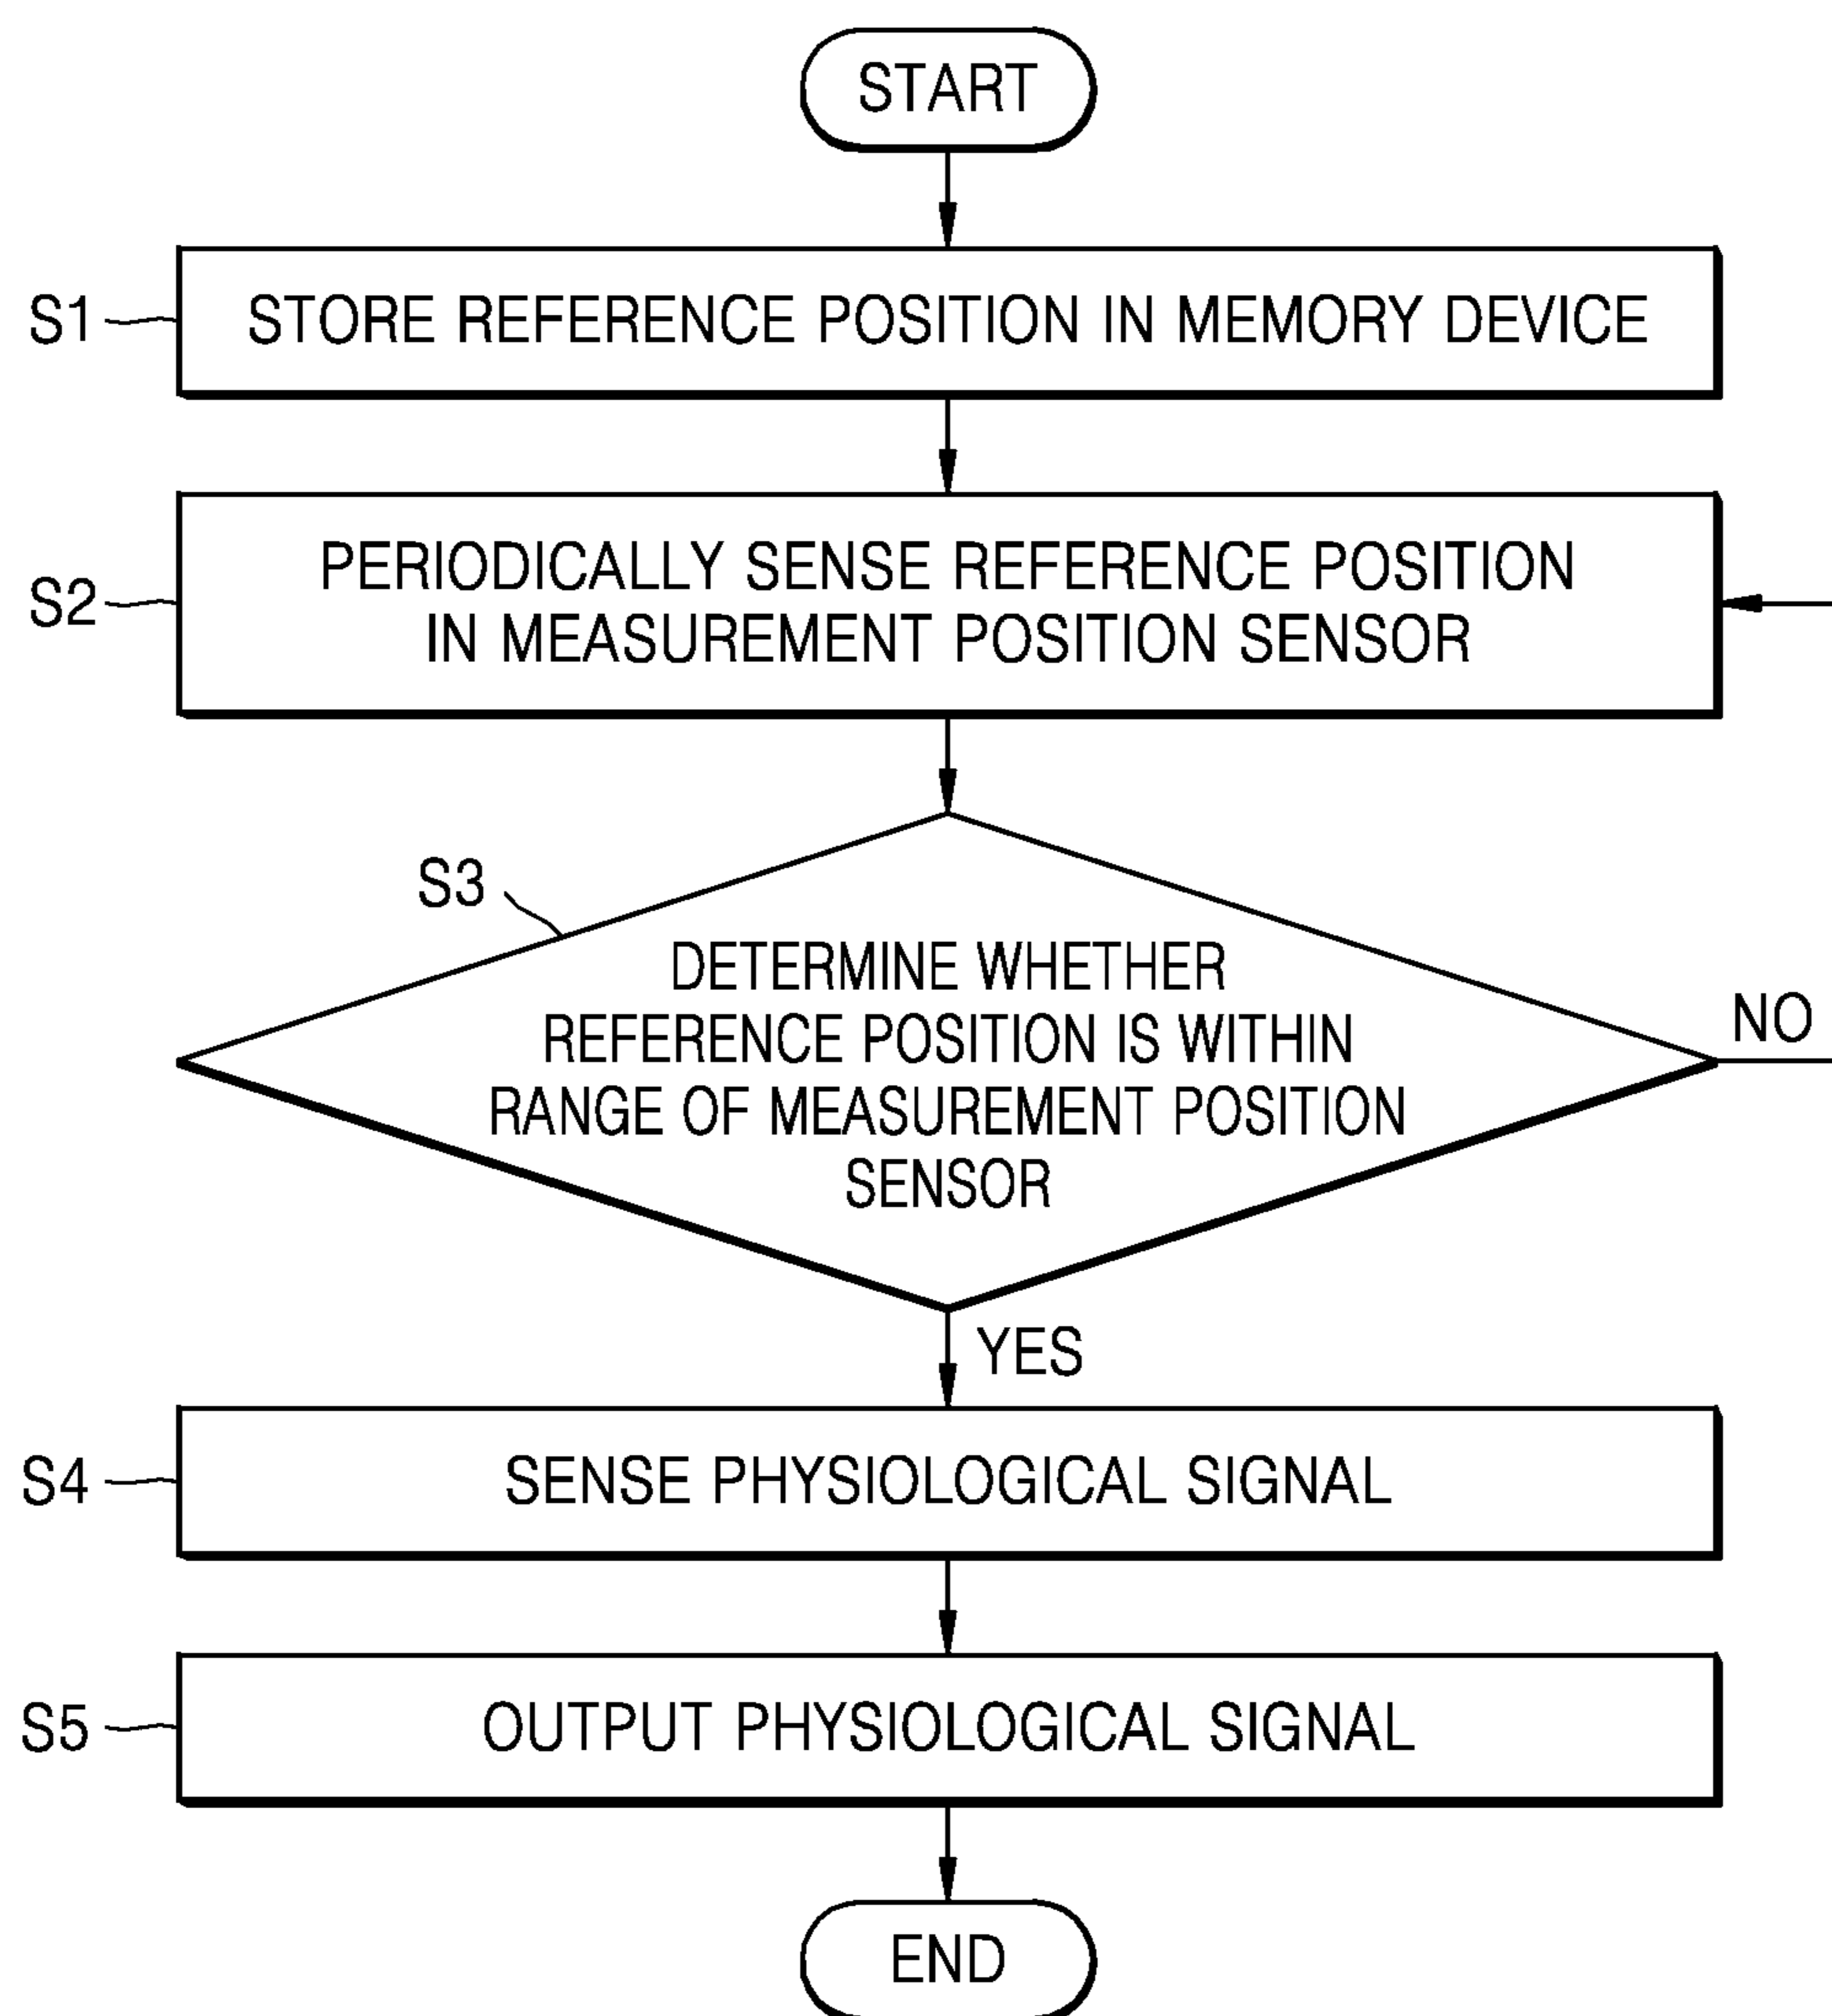 START
S1
STORE REFERENCE POSITION IN MEMORY DEVICE
S2
PERIODICALLY SENSE REFERENCE POSITION
IN MEASUREMENT POSITION SENSOR
S3
DETERMINE WHETHER
REFERENCE POSITION IS WITHIN
RANGE OF MEASUREMENT POSITION
SENSOR
NO
YES
S4
SENSE PHYSIOLOGICAL SIGNAL
S5
OUTPUT PHYSIOLOGICAL SIGNAL
END